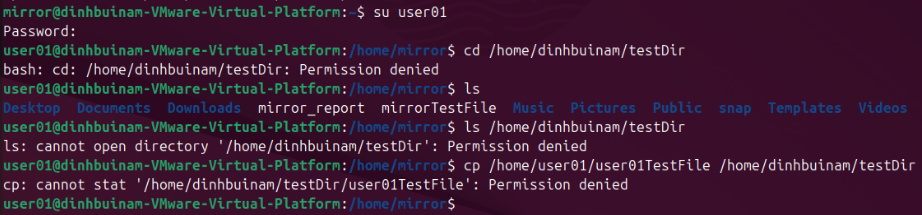 mirror@dinhbuinam-VMware-Virtual-Platform:~$ su user01
Password:
user01@dinhbuinam-VMware-Virtual-Platform:/home/mirror$ cd /home/dinhbuinam/testDir
bash: cd: /home/dinhbuinam/testDir: Permission denied
user01@dinhbuinam-VMware-Virtual-Platform:/home/mirror$ ls
Desktop Documents Downloads mirror_report mirrorTestFile Music Pictures Public snap Templates Videos
user01@dinhbuinam-VMware-Virtual-Platform:/home/mirror$ ls /home/dinhbuinam/testDir
ls: cannot open directory '/home/dinhbuinam/testDir': Permission denied
user01@dinhbuinam-VMware-Virtual-Platform:/home/mirror$ cp /home/user01/user01TestFile /home/dinhbuinam/testDir
cp: cannot stat '/home/dinhbuinam/testDir/user01TestFile': Permission denied
user01@dinhbuinam-VMware-Virtual-Platform:/home/mirror$